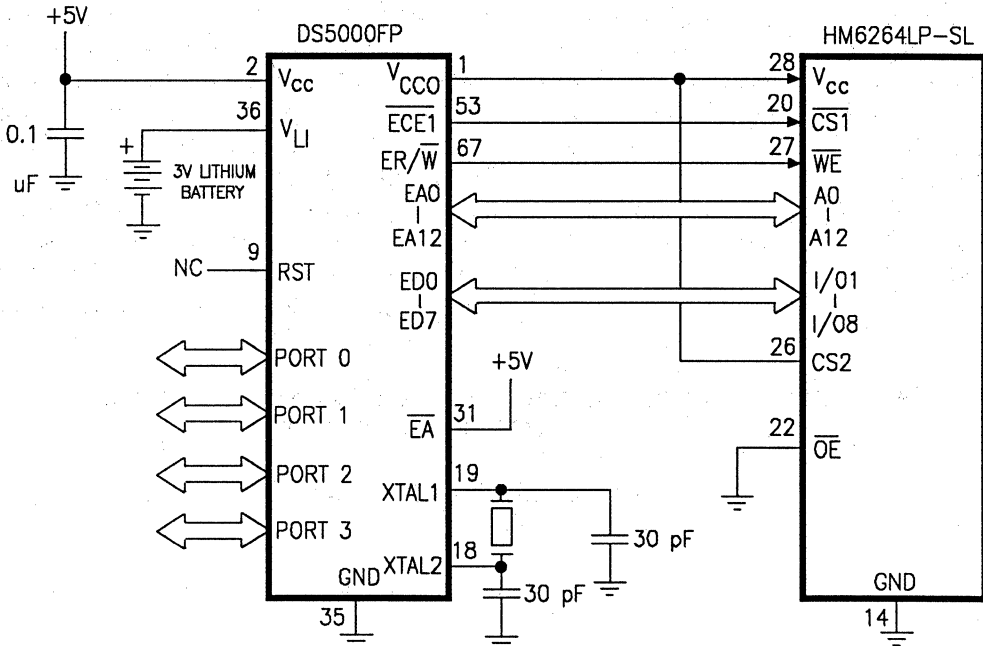 +5V
DS5000FP
HM6264LP-SL
2
VCC
VCCO
1
28
Vcc
36
VLI
ECE1
53
20
CS1
0.1
uF
+
3V LITHIUM
BATTERY
ER/W
67
27
WE
EA0
EA12
A0
A12
NC
9
RST
ED0
ED7
I/O1
I/O8
PORT 0
+5V
26
CS2
PORT 1
EA
31
22
OE
PORT 2
XTAL1
19
PORT 3
30 pF
XTAL2
18
30 pF
GND
35
GND
14